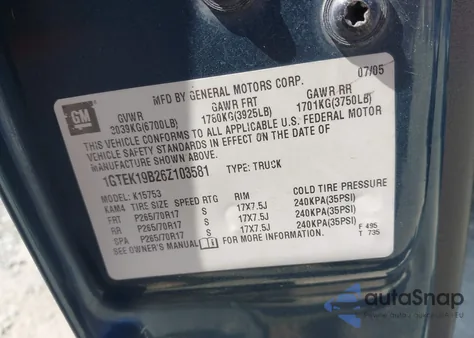 MFD BY GENERAL MOTORS CORP. 07/05
GM
GVWR GAWR FRT GAWR RR
3039KG(6700LB) 1780KG(3925LB) 1701KG(3750LB)
THIS VEHICLE CONFORMS TO ALL APPLICABLE U.S. FEDERAL MOTOR
VEHICLE SAFETY STANDARDS IN EFFECT ON THE DATE OF
MANUFACTURE SHOWN ABOVE.
1GTEK19B26Z103581 TYPE: TRUCK
MODEL: K15753
KAM4 TIRE SIZE SPEED RTG RIM COLD TIRE PRESSURE
FRT P265/70R17 S 17X7.5J 240KPA(35PSI)
RR P265/70R17 S 17X7.5J 240KPA(35PSI)
SPA P265/70R17 S 17X7.5J 240KPA(35PSI)
SEE OWNER'S MANUAL FOR MORE INFORMATION.
F 495
T 735
autoSnap